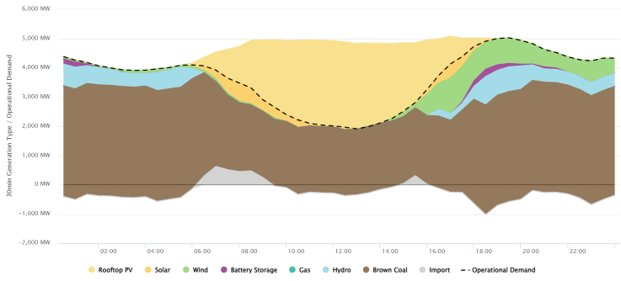 6,000 MW
5,000 MW
4,000 MW
3,000 MW
2,000 MW
1,000 MW
0 MW
−1,000 MW
−2,000 MW
30min Generation Type / Operational Demand
02:00 04:00 06:00 08:00 10:00 12:00 14:00 16:00 18:00 20:00 22:00
Rooftop PV Solar Wind Battery Storage Gas Hydro Brown Coal Import Operational Demand